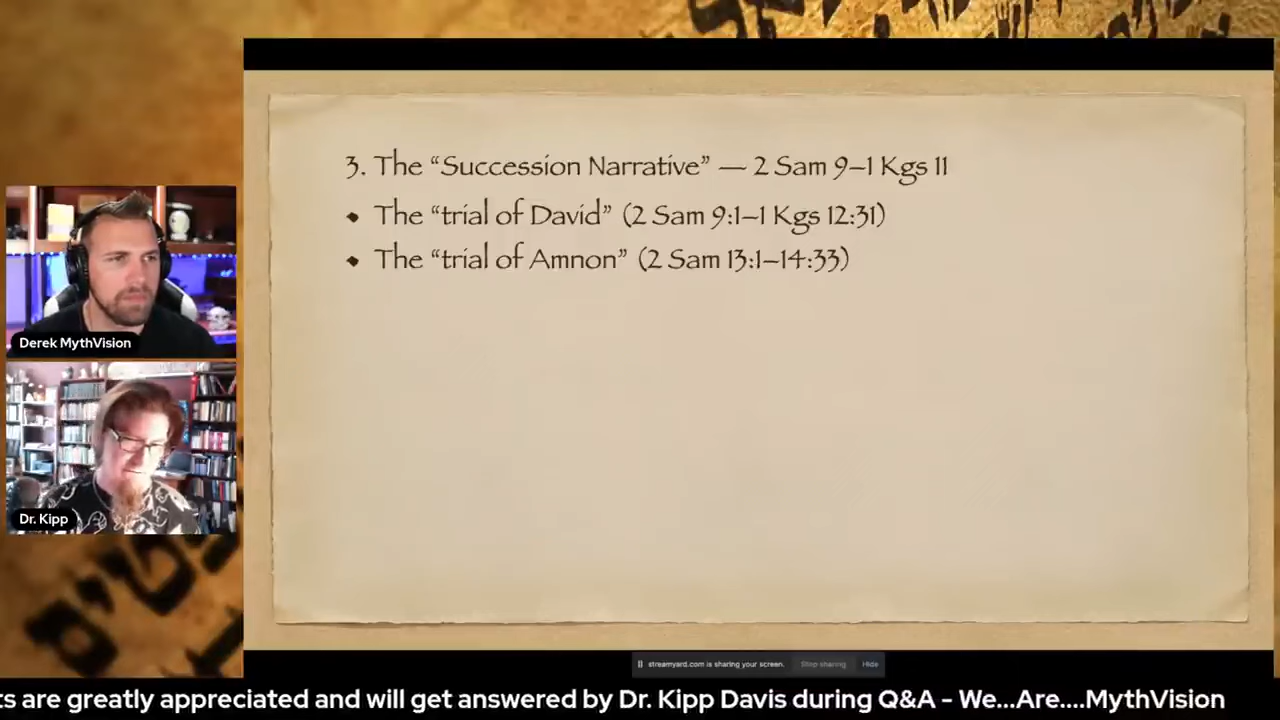 3. The “Succession Narrative” — 2 Sam 9–1 Kgs 11
The “trial of David” (2 Sam 9:1–1 Kgs 12:31)
The “trial of Amnon” (2 Sam 13:1–14:33)
Derek MythVision
Dr. Kipp
streamyard.com is sharing your screen.
Stop sharing
Hide
ts are greatly appreciated and will get answered by Dr. Kipp Davis during Q&A - We...Are....MythVision